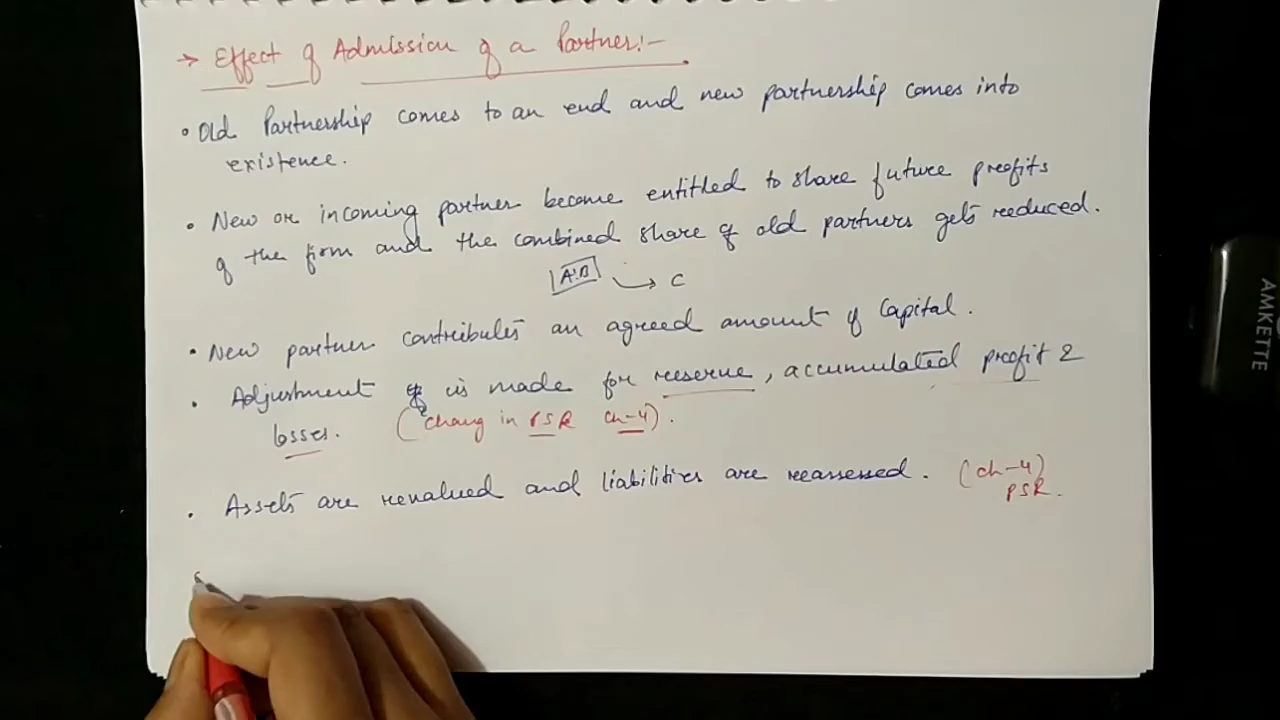 → Effect of Admission of a Partner:-
• Old Partnership comes to an end and new partnership comes into
existence.
• New or incoming partner become entitled to share future profits
of the firm and the combined share of old partners gets reduced.
A:B → C
• New partner contributes an agreed amount of Capital.
• Adjustment is made for reserve, accumulated profit &
losses. (Chang in PSR Ch-4).
• Assets are revalued and liabilities are reassessed. (Ch-4)
PSR.
AMKETTE